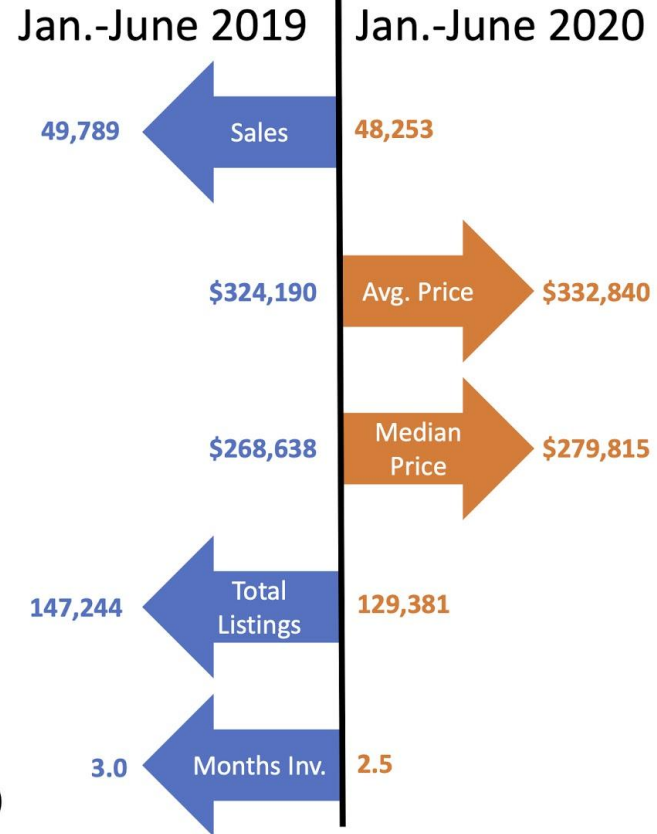 Jan.-June 2019 Jan.-June 2020
49,789 Sales 48,253
$324,190 Avg. Price $332,840
$268,638 Median Price $279,815
147,244 Total Listings 129,381
3.0 Months Inv. 2.5
)